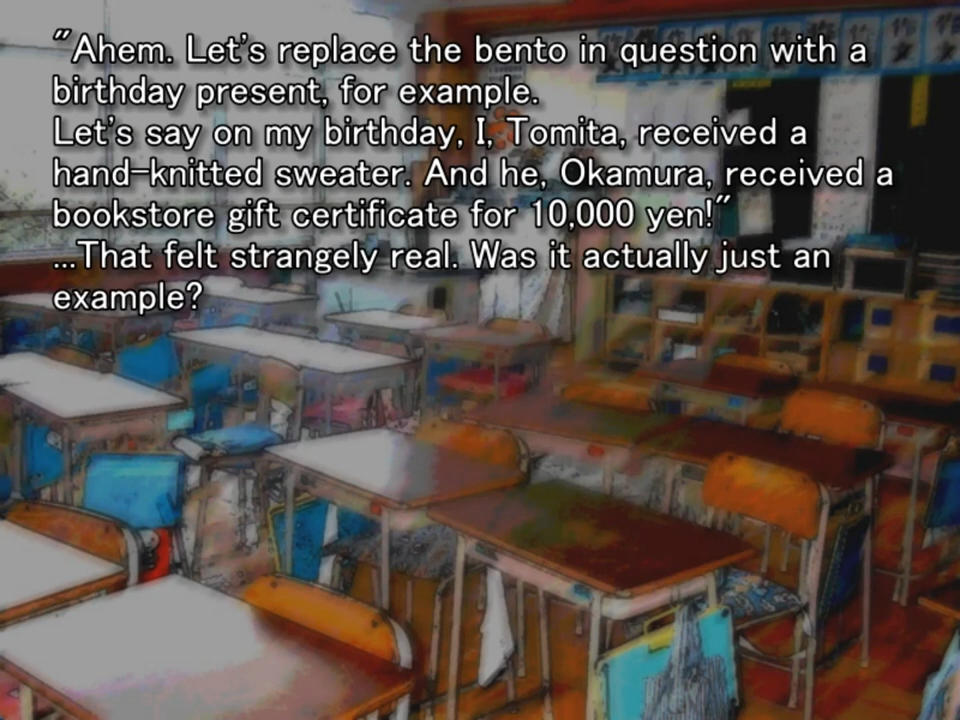 "Ahem. Let's replace the bento in question with a
birthday present, for example.
Let's say on my birthday, I, Tomita, received a
hand-knitted sweater. And he, Okamura, received a
bookstore gift certificate for 10,000 yen!"
...That felt strangely real. Was it actually just an
example?